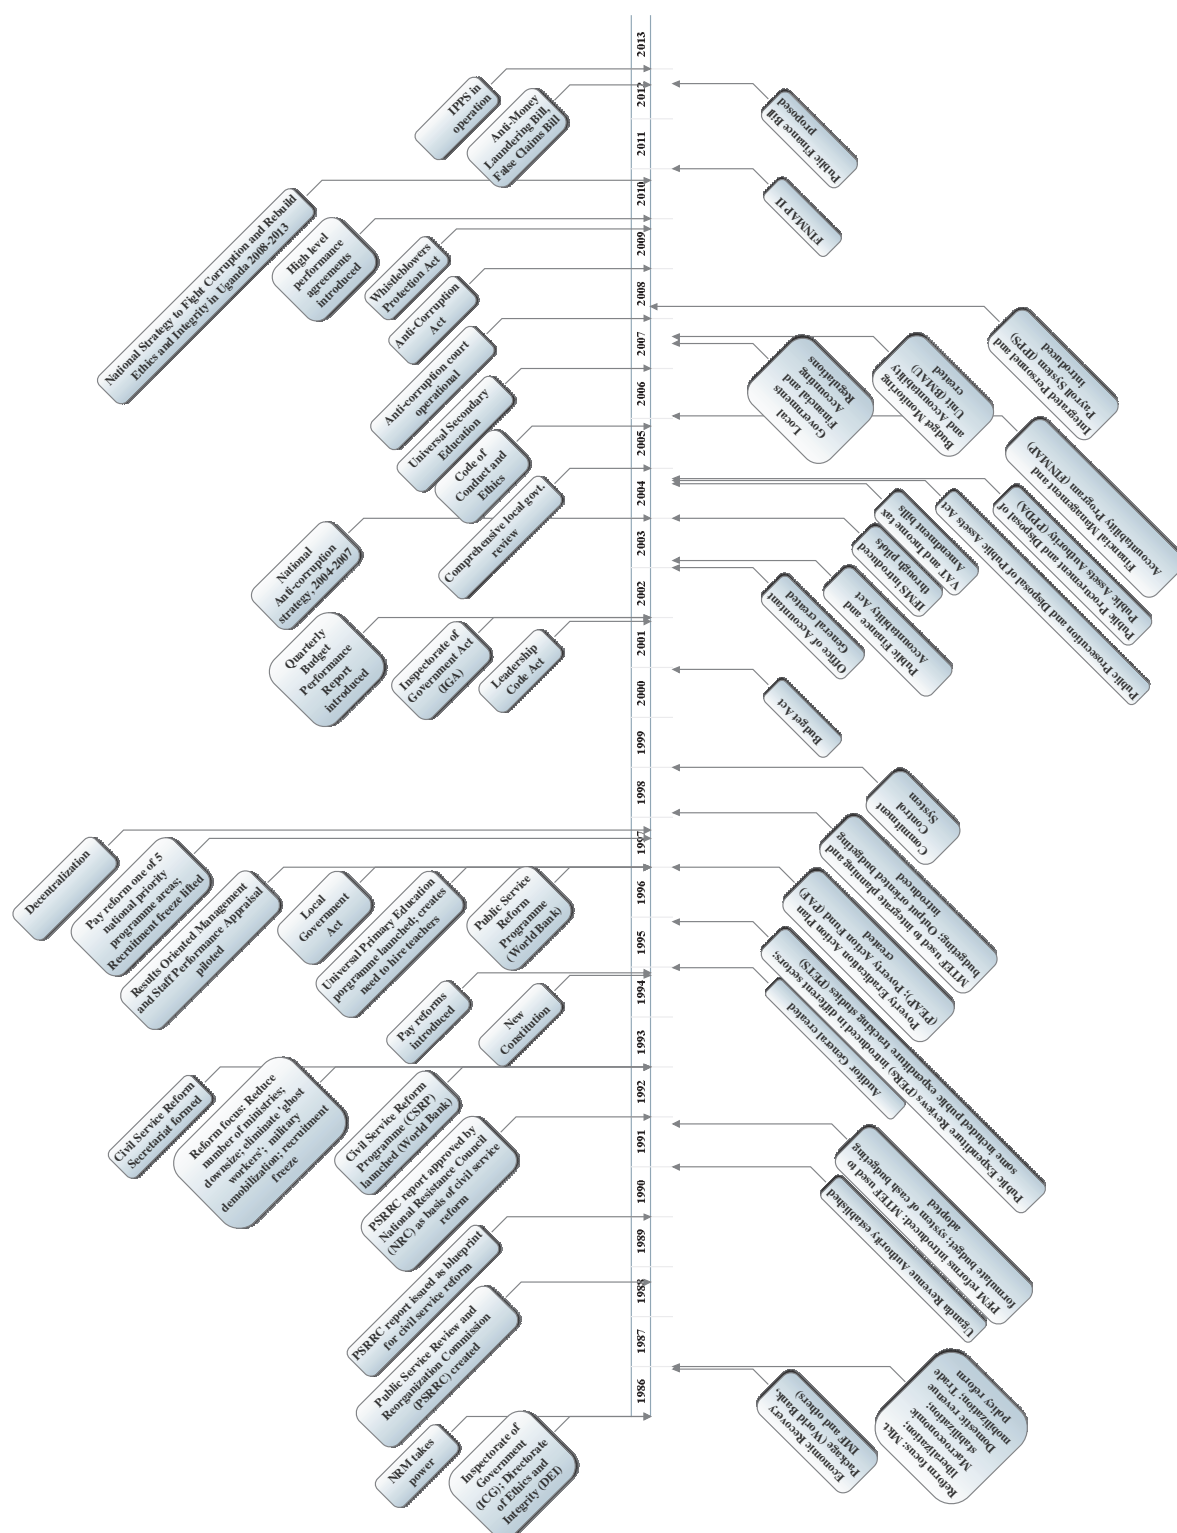 2013
2012
2011
2010
2009
2008
2007
2006
2005
2004
2003
2002
2001
2000
1999
1998
1997
1996
1995
1994
1993
1992
1991
1990
1989
1988
1987
1986
IPPS in
operation
Anti-Money
Laundering Bill,
False Claims Bill
National Strategy to Fight Corruption and Rebuild
Ethics and Integrity in Uganda 2008-2013
High level
performance
agreements
introduced
Whistleblowers
Protection Act
Anti-Corruption
Act
Anti-corruption court
operational
Universal Secondary
Education
Code of
Conduct and
Ethics
Comprehensive local govt.
review
National
Anti-corruption
strategy, 2004-2007
Quarterly
Budget
Performance
Report
introduced
Inspectorate of
Government Act
(IGA)
Leadership
Code Act
Decentralization
Pay reform one of 5
national priority
programme areas;
Recruitment freeze lifted
Results Oriented Management
and Staff Performance Appraisal
piloted
Local
Government
Act
Universal Primary Education
porgramme launched; creates
need to hire teachers
Public Service
Reform
Programme
(World Bank)
Pay reforms
introduced
New
Constitution
Civil Service Reform
Secretariat formed
Reform focus: Reduce
number of ministries;
downsize; eliminate 'ghost
workers'; military
demobilization; recruitment
freeze
Civil Service Reform
Programme (CSRP)
launched (World Bank)
PSRRC report approved by
National Resistance Council
(NRC) as basis of civil service
reform
PSRRC report issued as blueprint
for civil service reform
Public Service Review and
Reorganization Commission
(PSRRC) created
NRM takes
power
Inspectorate of
Government
(ICG); Directorate
of Ethics and
Integrity (DEI)
Public Finance Bill
proposed
FINMAP II
Integrated Personnel and
Payroll System (IPPS)
Introduced
Budget Monitoring
and Accountability
Unit (BMAU)
created
Local
Governments
Financial and
Accounting
Regulations
Financial Management and
Accountability Program (FINMAP)
Public Procurement and Disposal of
Public Assets Authority (PPDA)
Public Prosecution and Disposal of Public Assets Act
VAT and Income tax
Amendment bills
IFMS introduced
through pilots
Public Finance and
Accountability Act
Office of Accountant
General created
Budget Act
Commitment
Control
System
MTEF used to integrate planning and
budgeting; Output oriented budgeting
introduced
Poverty Eradication Action Plan
(PEAP); Poverty Action Fund (PAF)
created
Public Expenditure Reviews (PERs) introduced in different sectors;
some included public expenditure tracking studies (PETS)
Auditor General created
PFM reforms introduced: MTEF used to
formulate budget; system of cash budgeting
adopted
Uganda Revenue Authority established
Economic Recovery
Package (World Bank,
IMF and others)
Reform focus: Mkt.
liberalization;
Macroeconomic
stabilization;
Domestic revenue
mobilization; Trade
policy reform